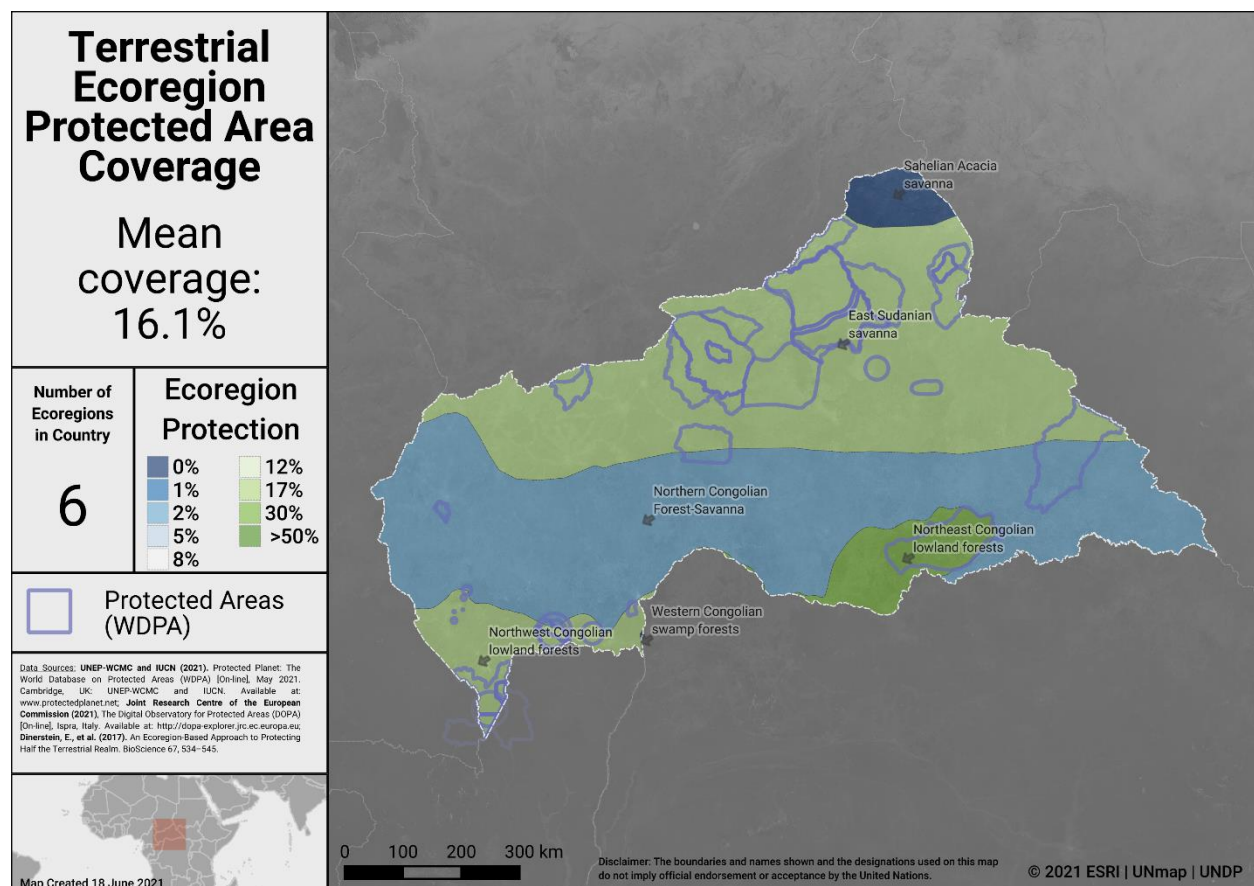 Terrestrial
Ecoregion
Protected Area
Coverage
Mean
coverage:
16.1%
Number of
Ecoregions
in Country
6
Ecoregion
Protection
0%
1%
2%
5%
8%
12%
17%
30%
>50%
Protected Areas
(WDPA)
Data Sources: UNEP-WCMC and IUCN (2021). Protected Planet: The
World Database on Protected Areas (WDPA) [On-line], May 2021.
Cambridge, UK: UNEP-WCMC and IUCN. Available at:
www.protectedplanet.net; Joint Research Centre of the European
Commission (2021), The Digital Observatory for Protected Areas (DOPA)
[On-line], Ispra, Italy. Available at: http://dopa-explorer.jrc.ec.europa.eu;
Dinerstein, E., et al. (2017). An Ecoregion-Based Approach to Protecting
Half the Terrestrial Realm. BioScience 67, 534–545.
Map Created 18 June 2021
Sahelian Acacia
savanna
East Sudanian
savanna
Northern Congolian
Forest-Savanna
Northeast Congolian
lowland forests
Western Congolian
swamp forests
Northwest Congolian
lowland forests
0 100 200 300 km
Disclaimer: The boundaries and names shown and the designations used on this map
do not imply official endorsement or acceptance by the United Nations.
© 2021 ESRI | UNmap | UNDP